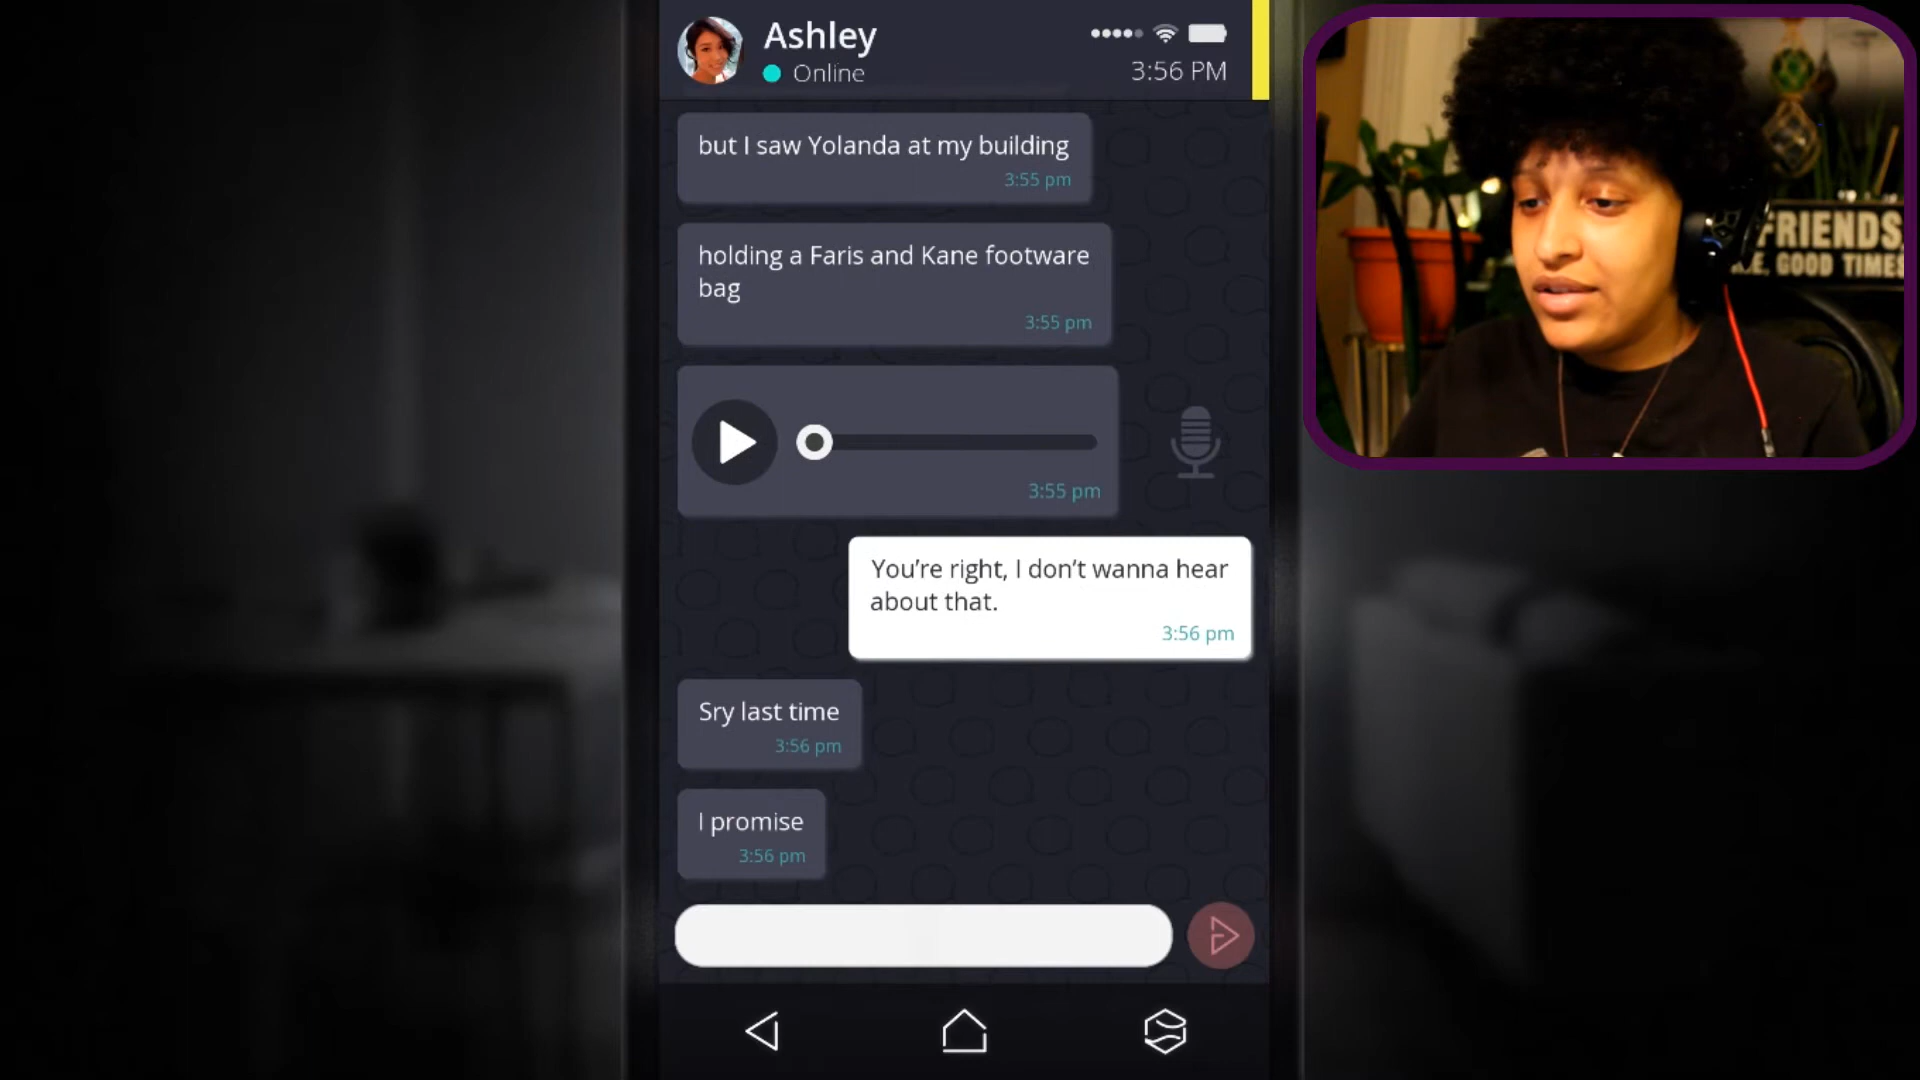 Ashley
Online
3:56 PM
but I saw Yolanda at my building
3:55 pm
holding a Faris and Kane footware
bag
3:55 pm
3:55 pm
You’re right, I don’t wanna hear
about that.
3:56 pm
Sry last time
3:56 pm
I promise
3:56 pm
FRIENDS,
GOOD TIMES